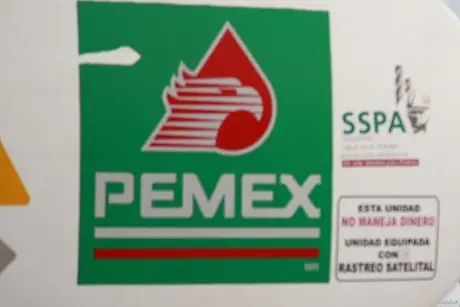 PEMEX
SSPA
ESTA UNIDAD
NO MANEJA DINERO
UNIDAD EQUIPADA
CON
RASTREO SATELITAL